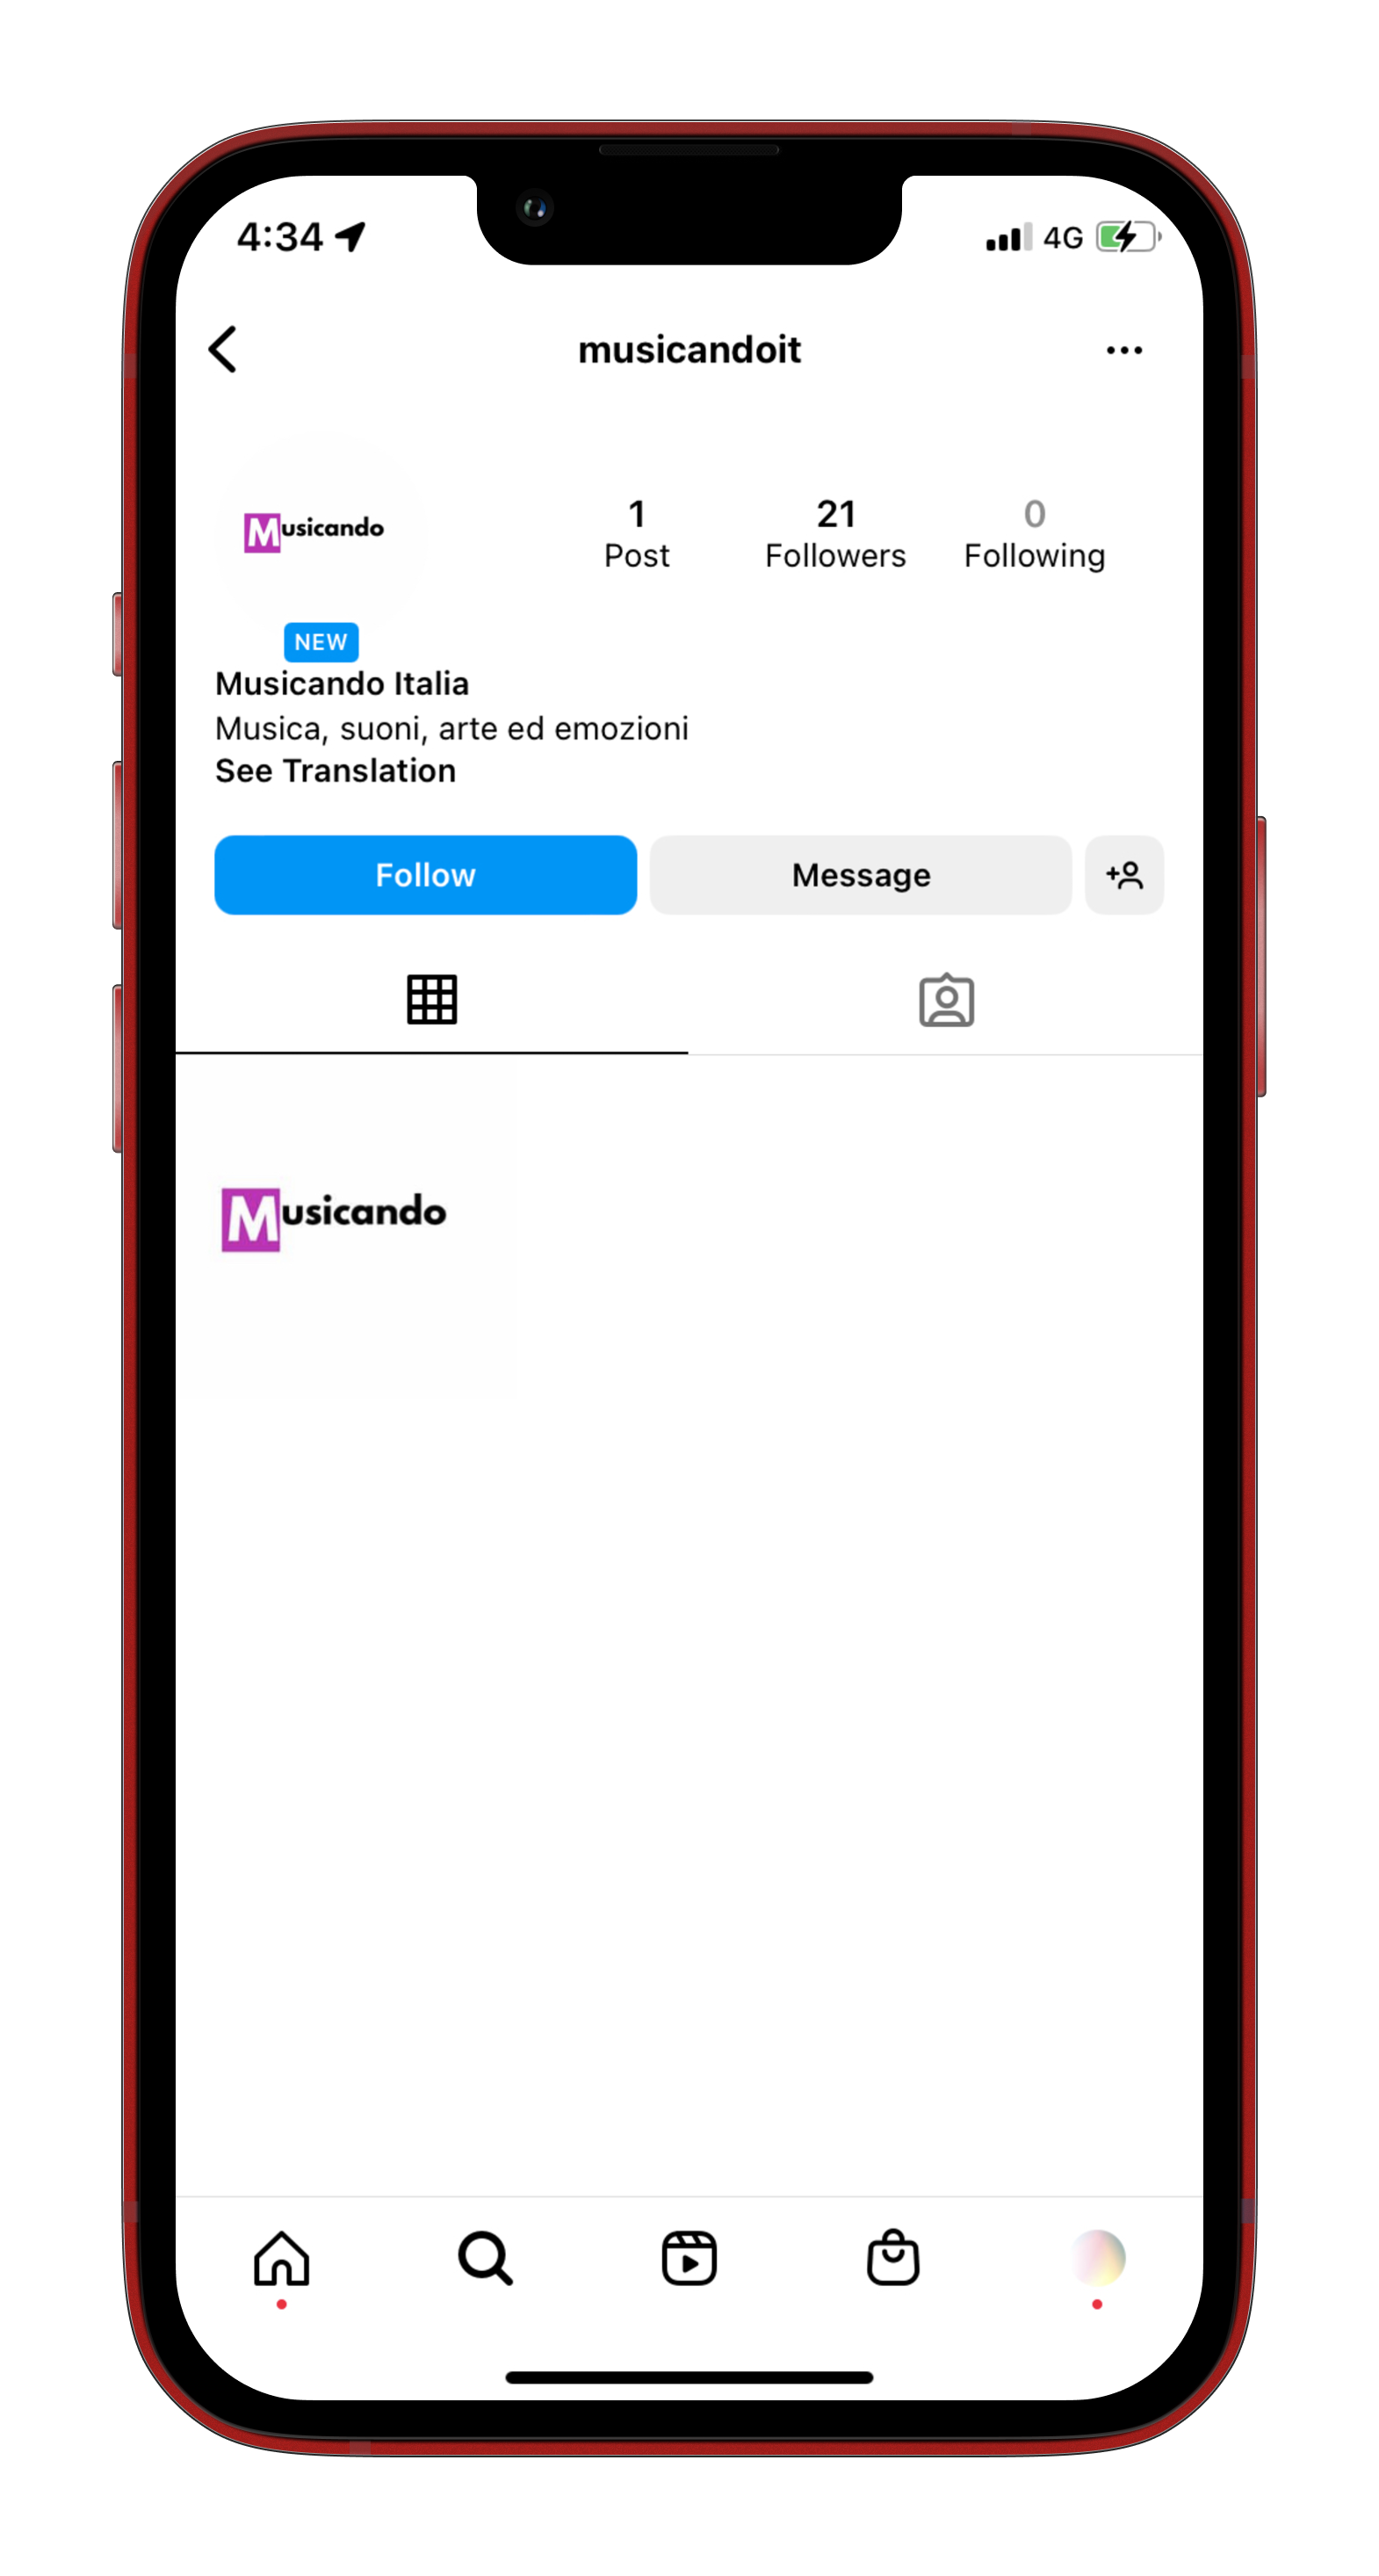 4:34 4G
musicandoit
Musicando
1 21 0
Post Followers Following
NEW
Musicando Italia
Musica, suoni, arte ed emozioni
See Translation
Follow Message
Musicando